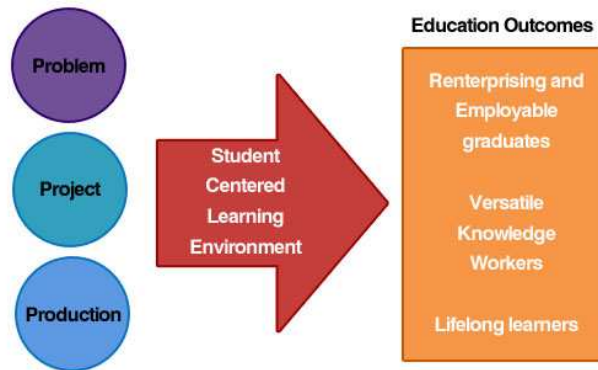 Problem
Project
Production
Student
Centered
Learning
Environment
Education Outcomes
Renterprising and
Employable
graduates
Versatile
Knowledge
Workers
Lifelong learners